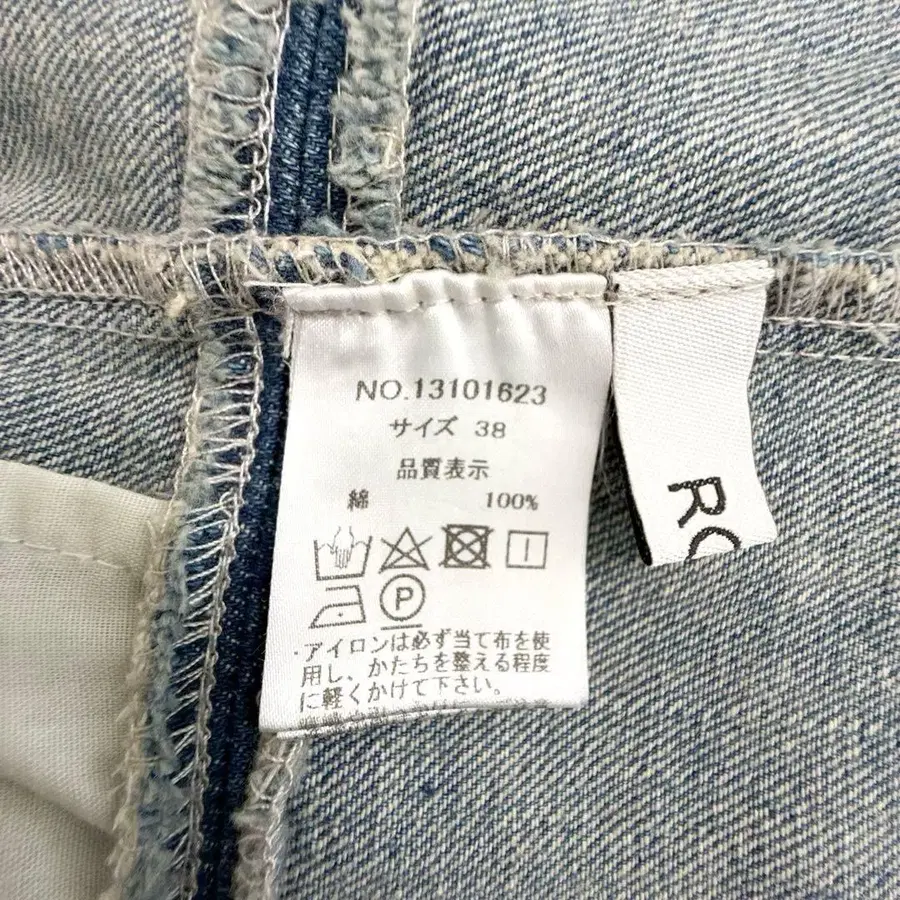 NO.13101623
サイズ 38
品質表示
綿 100%
P
・アイロンは必ず当て布を使
用し、かたちを整える程度
に軽くかけて下さい。
RO